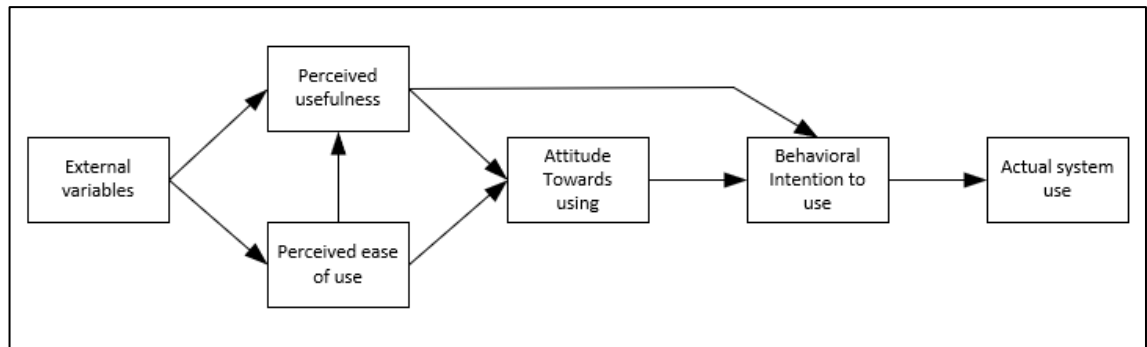 Perceived
usefulness
External
variables
Perceived ease
of use
Attitude
Towards
using
Behavioral
Intention to
use
Actual system
use